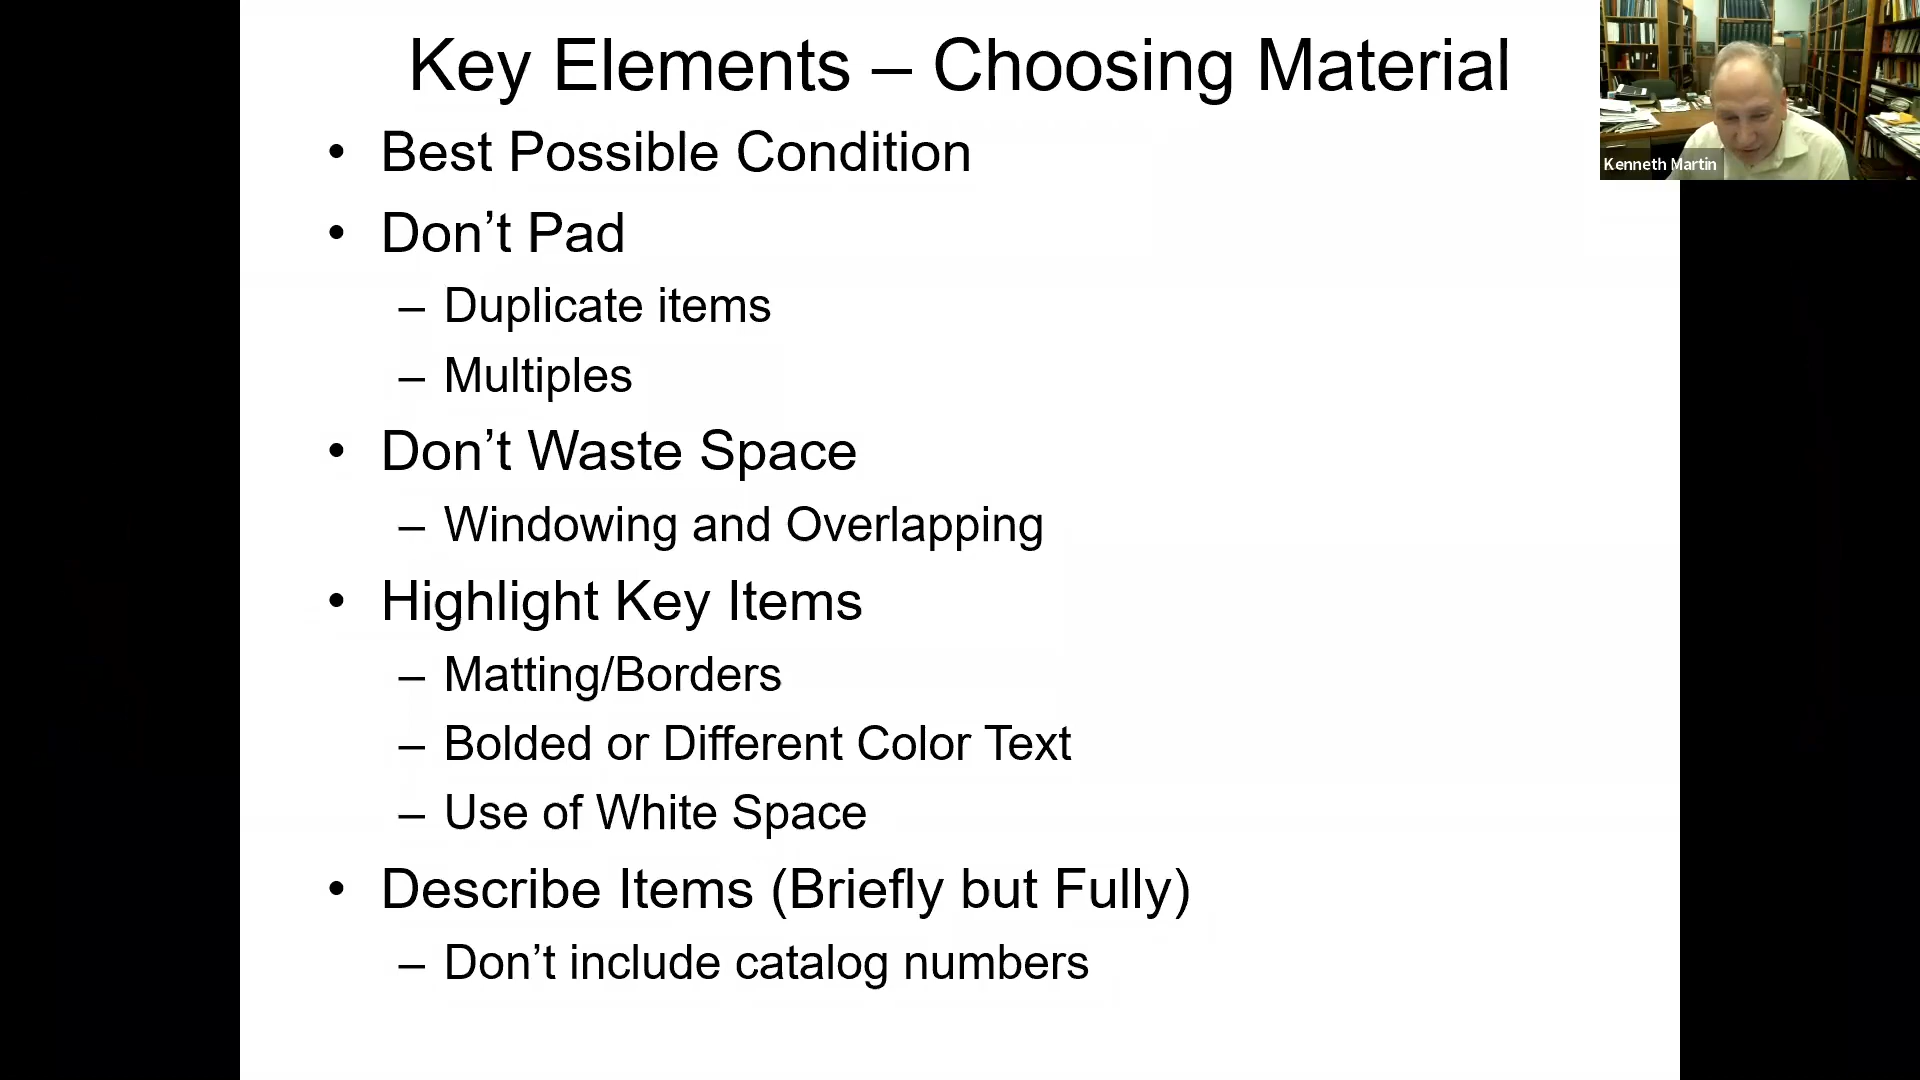 Key Elements – Choosing Material
• Best Possible Condition
• Don’t Pad
– Duplicate items
– Multiples
• Don’t Waste Space
– Windowing and Overlapping
• Highlight Key Items
– Matting/Borders
– Bolded or Different Color Text
– Use of White Space
• Describe Items (Briefly but Fully)
– Don’t include catalog numbers
Kenneth Martin